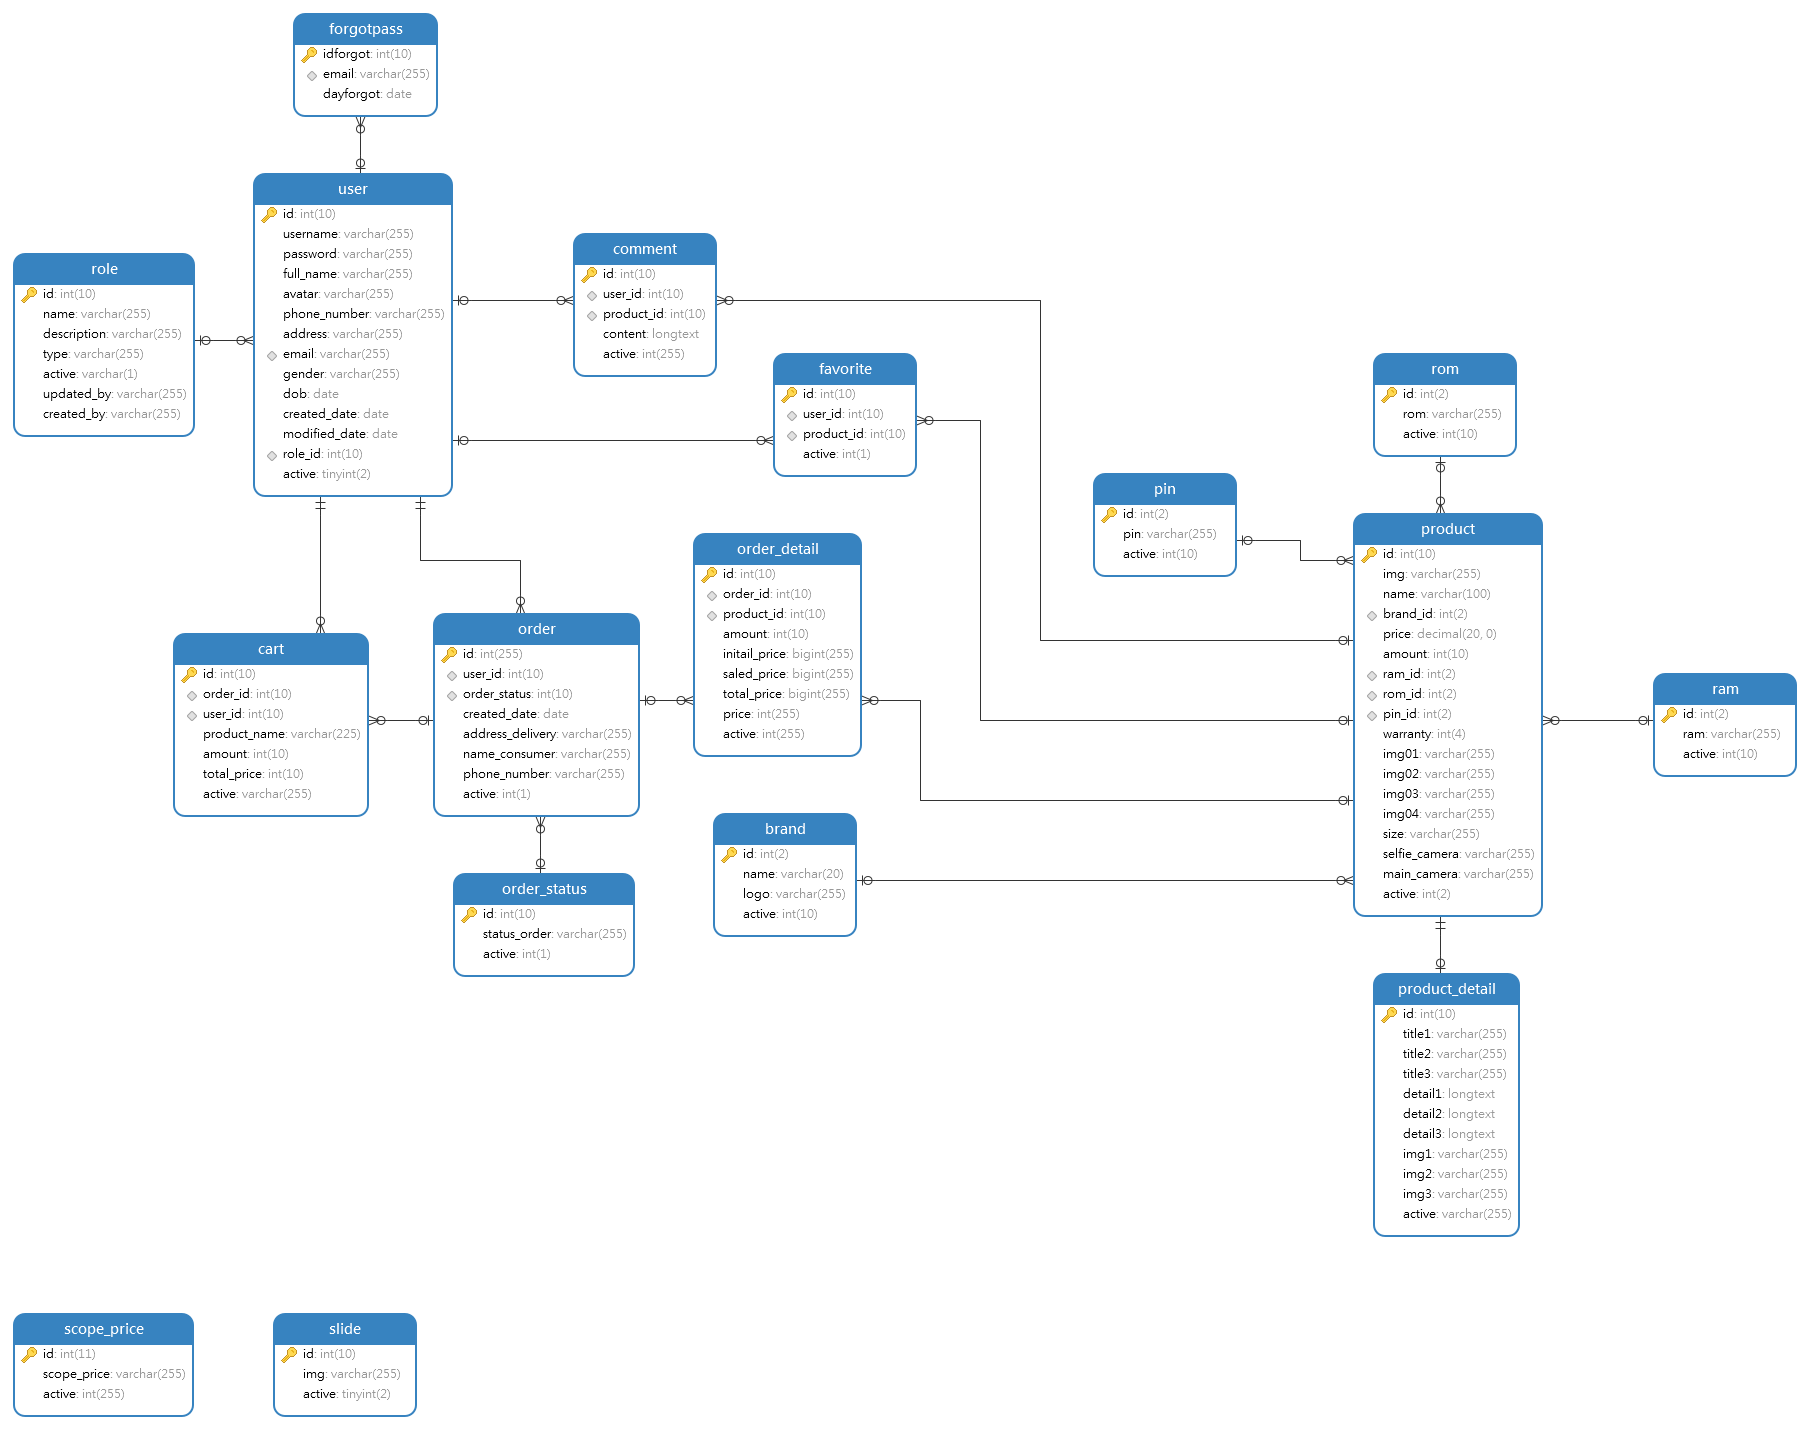 forgotpass
idforgot: int(10)
email: varchar(255)
dayforgot: date
user
id: int(10)
username: varchar(255)
password: varchar(255)
full_name: varchar(255)
avatar: varchar(255)
phone_number: varchar(255)
address: varchar(255)
email: varchar(255)
gender: varchar(255)
dob: date
created_date: date
modified_date: date
role_id: int(10)
active: tinyint(2)
role
id: int(10)
name: varchar(255)
description: varchar(255)
type: varchar(255)
active: varchar(1)
updated_by: varchar(255)
created_by: varchar(255)
comment
id: int(10)
user_id: int(10)
product_id: int(10)
content: longtext
active: int(255)
favorite
id: int(10)
user_id: int(10)
product_id: int(10)
active: int(1)
rom
id: int(2)
rom: varchar(255)
active: int(10)
pin
id: int(2)
pin: varchar(255)
active: int(10)
product
id: int(10)
img: varchar(255)
name: varchar(100)
brand_id: int(2)
price: decimal(20, 0)
amount: int(10)
ram_id: int(2)
rom_id: int(2)
pin_id: int(2)
warranty: int(4)
img01: varchar(255)
img02: varchar(255)
img03: varchar(255)
img04: varchar(255)
size: varchar(255)
selfie_camera: varchar(255)
main_camera: varchar(255)
active: int(2)
order_detail
id: int(10)
order_id: int(10)
product_id: int(10)
amount: int(10)
initail_price: bigint(255)
saled_price: bigint(255)
total_price: bigint(255)
price: int(255)
active: int(255)
cart
id: int(10)
order_id: int(10)
user_id: int(10)
product_name: varchar(225)
amount: int(10)
total_price: int(10)
active: varchar(255)
order
id: int(255)
user_id: int(10)
order_status: int(10)
created_date: date
address_delivery: varchar(255)
name_consumer: varchar(255)
phone_number: varchar(255)
active: int(1)
ram
id: int(2)
ram: varchar(255)
active: int(10)
brand
id: int(2)
name: varchar(20)
logo: varchar(255)
active: int(10)
order_status
id: int(10)
status_order: varchar(255)
active: int(1)
product_detail
id: int(10)
title1: varchar(255)
title2: varchar(255)
title3: varchar(255)
detail1: longtext
detail2: longtext
detail3: longtext
img1: varchar(255)
img2: varchar(255)
img3: varchar(255)
active: varchar(255)
scope_price
id: int(11)
scope_price: varchar(255)
active: int(255)
slide
id: int(10)
img: varchar(255)
active: tinyint(2)